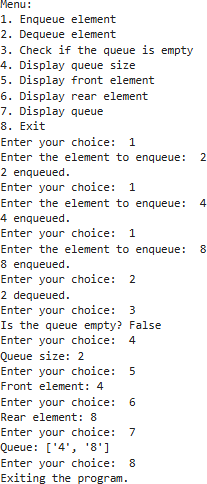 Menu:
1. Enqueue element
2. Dequeue element
3. Check if the queue is empty
4. Display queue size
5. Display front element
6. Display rear element
7. Display queue
8. Exit
Enter your choice:  1
Enter the element to enqueue:  2
2 enqueued.
Enter your choice:  1
Enter the element to enqueue:  4
4 enqueued.
Enter your choice:  1
Enter the element to enqueue:  8
8 enqueued.
Enter your choice:  2
2 dequeued.
Enter your choice:  3
Is the queue empty? False
Enter your choice:  4
Queue size: 2
Enter your choice:  5
Front element: 4
Enter your choice:  6
Rear element: 8
Enter your choice:  7
Queue: ['4', '8']
Enter your choice:  8
Exiting the program.